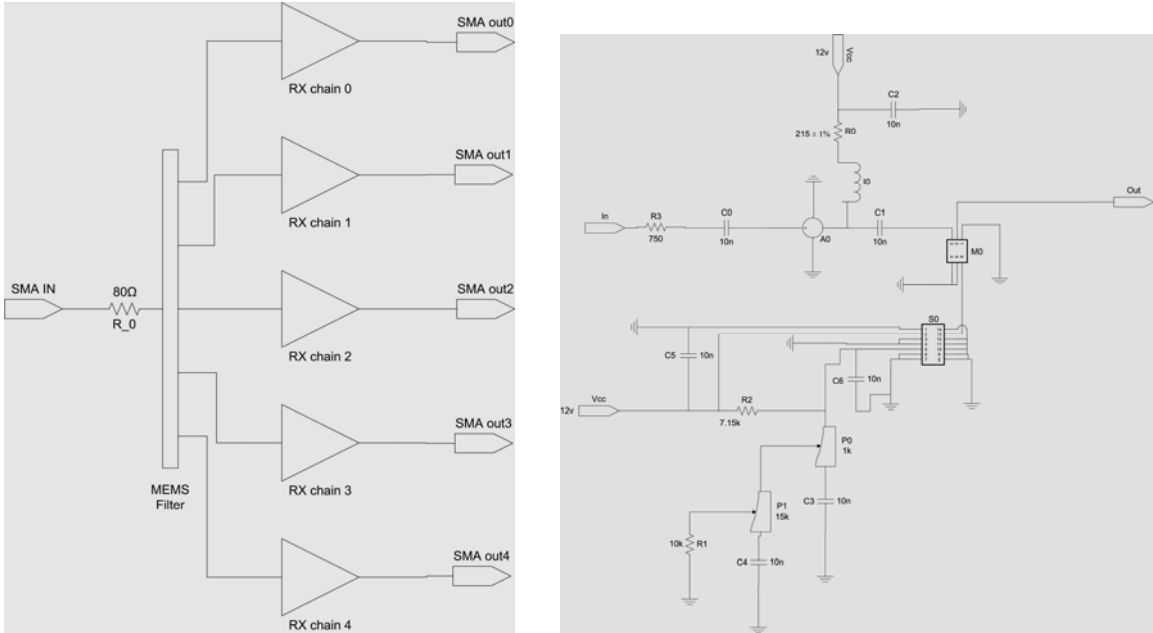 SMA out0
RX chain 0
SMA out1
RX chain 1
SMA IN
80Ω
R_0
SMA out2
RX chain 2
SMA out3
RX chain 3
MEMS
Filter
SMA out4
RX chain 4
12v
Vcc
C2
10n
215 ± 1%
R0
I0
Out
In
R3
750
C0
10n
A0
C1
10n
M0
S0
C5
10n
C6
10n
Vcc
12v
R2
7.15k
P0
1k
C3
10n
P1
15k
10k
R1
C4
10n